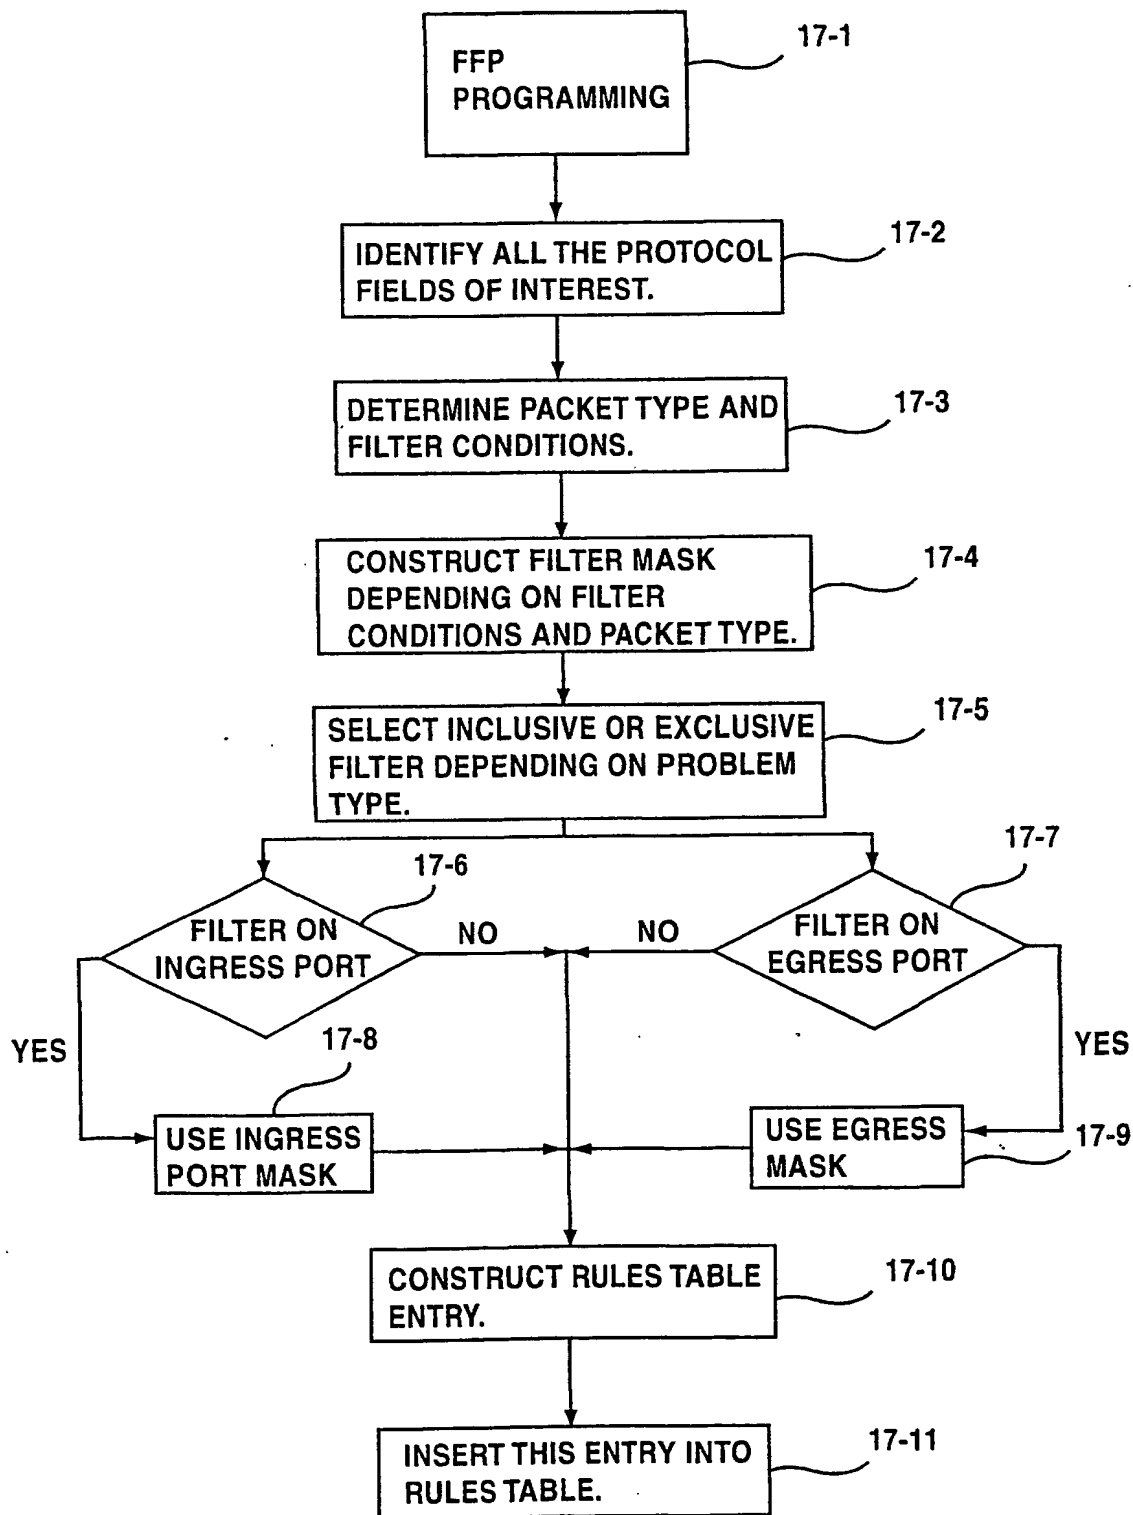 17-1
FFP
PROGRAMMING
17-2
IDENTIFY ALL THE PROTOCOL
FIELDS OF INTEREST.
17-3
DETERMINE PACKET TYPE AND
FILTER CONDITIONS.
17-4
CONSTRUCT FILTER MASK
DEPENDING ON FILTER
CONDITIONS AND PACKET TYPE.
17-5
SELECT INCLUSIVE OR EXCLUSIVE
FILTER DEPENDING ON PROBLEM
TYPE.
17-6
FILTER ON
INGRESS PORT
NO
NO
17-7
FILTER ON
EGRESS PORT
YES
YES
17-8
USE INGRESS
PORT MASK
USE EGRESS
MASK
17-9
17-10
CONSTRUCT RULES TABLE
ENTRY.
17-11
INSERT THIS ENTRY INTO
RULES TABLE.